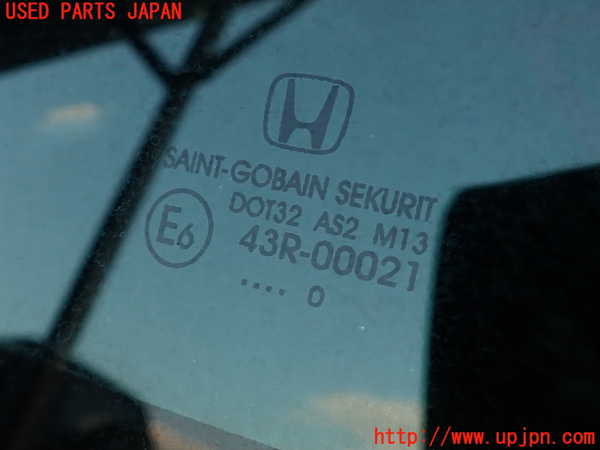 USED PARTS JAPAN
SAINT-GOBAIN SEKURIT
DOT32 AS2 M13
E6
43R-00021
.... 0
http://www.upjpn.com/